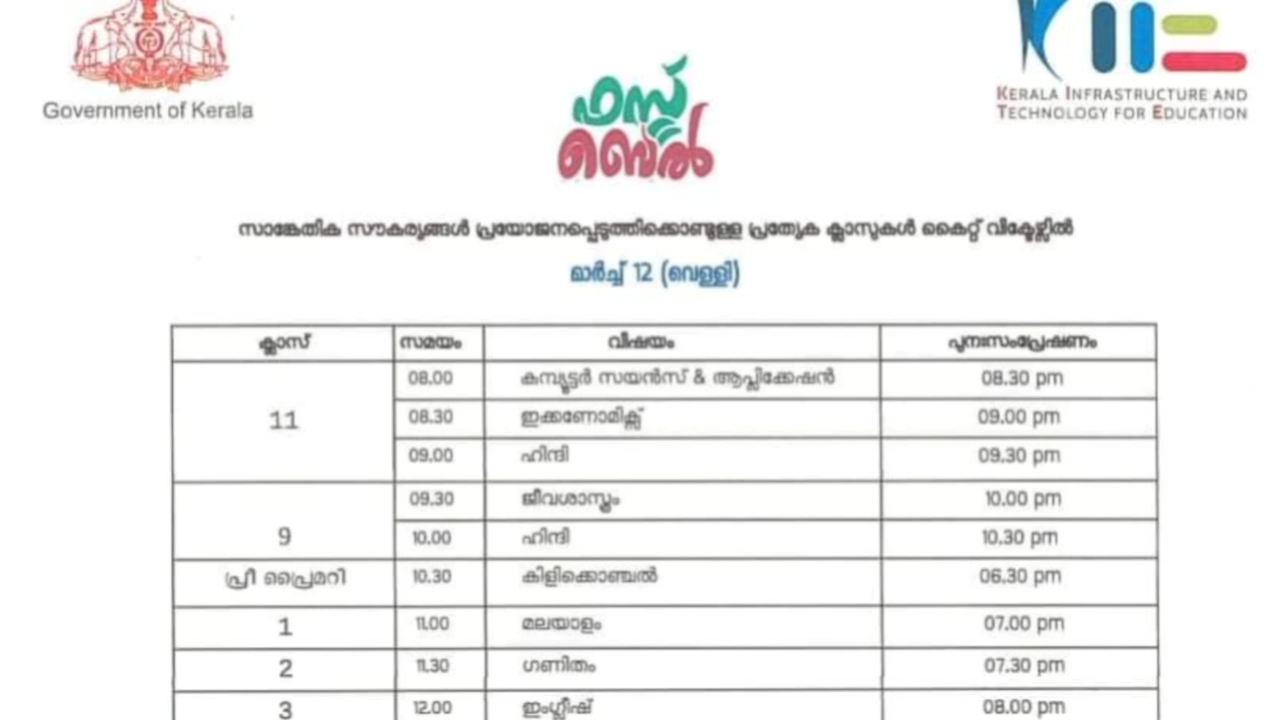 Government of Kerala
KERALA INFRASTRUCTURE AND
TECHNOLOGY FOR EDUCATION
ഫസ്റ്റ്
ബെൽ
സാങ്കേതിക സൗകര്യങ്ങൾ പ്രയോജനപ്പെടുത്തിക്കൊണ്ടുള്ള പ്രത്യേക ക്ലാസുകൾ കൈറ്റ് വിക്ടേഴ്സിൽ
മാർച്ച് 12 (വെള്ളി)
ക്ലാസ് സമയം വിഷയം പുനഃസംപ്രേഷണം
11 08.00 കമ്പ്യൂട്ടർ സയൻസ് & ആപ്ലിക്കേഷൻ 08.30 pm
08.30 ഇക്കണോമിക്സ് 09.00 pm
09.00 ഹിന്ദി 09.30 pm
9 09.30 ജീവശാസ്ത്രം 10.00 pm
10.00 ഹിന്ദി 10.30 pm
പ്രീ പ്രൈമറി 10.30 കിളിക്കൊഞ്ചൽ 06.30 pm
1 11.00 മലയാളം 07.00 pm
2 11.30 ഗണിതം 07.30 pm
3 12.00 ഇംഗ്ലീഷ് 08.00 pm